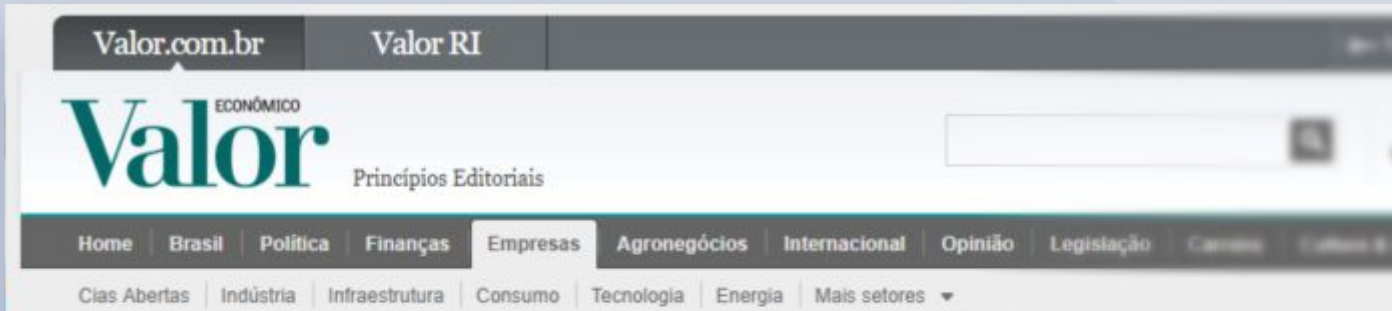 Valor.com.br Valor RI
ECONÔMICO
Valor
Princípios Editoriais
Home Brasil Política Finanças Empresas Agronegócios Internacional Opinião Legislação
Cias Abertas Indústria Infraestrutura Consumo Tecnologia Energia Mais setores